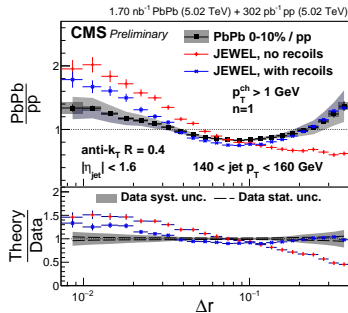 1.70 nb⁻¹ PbPb (5.02 TeV) + 302 pb⁻¹ pp (5.02 TeV)
CMS Preliminary
PbPb 0-10% / pp
JEWEL, no recoils
JEWEL, with recoils
p_T^ch > 1 GeV
n=1
PbPb
pp
2
1
anti-k_T R = 0.4
|η_jet| < 1.6
140 < jet p_T < 160 GeV
Data syst. unc.
Data stat. unc.
Theory
Data
2
1.5
1
0.5
0
10⁻²
10⁻¹
Δr